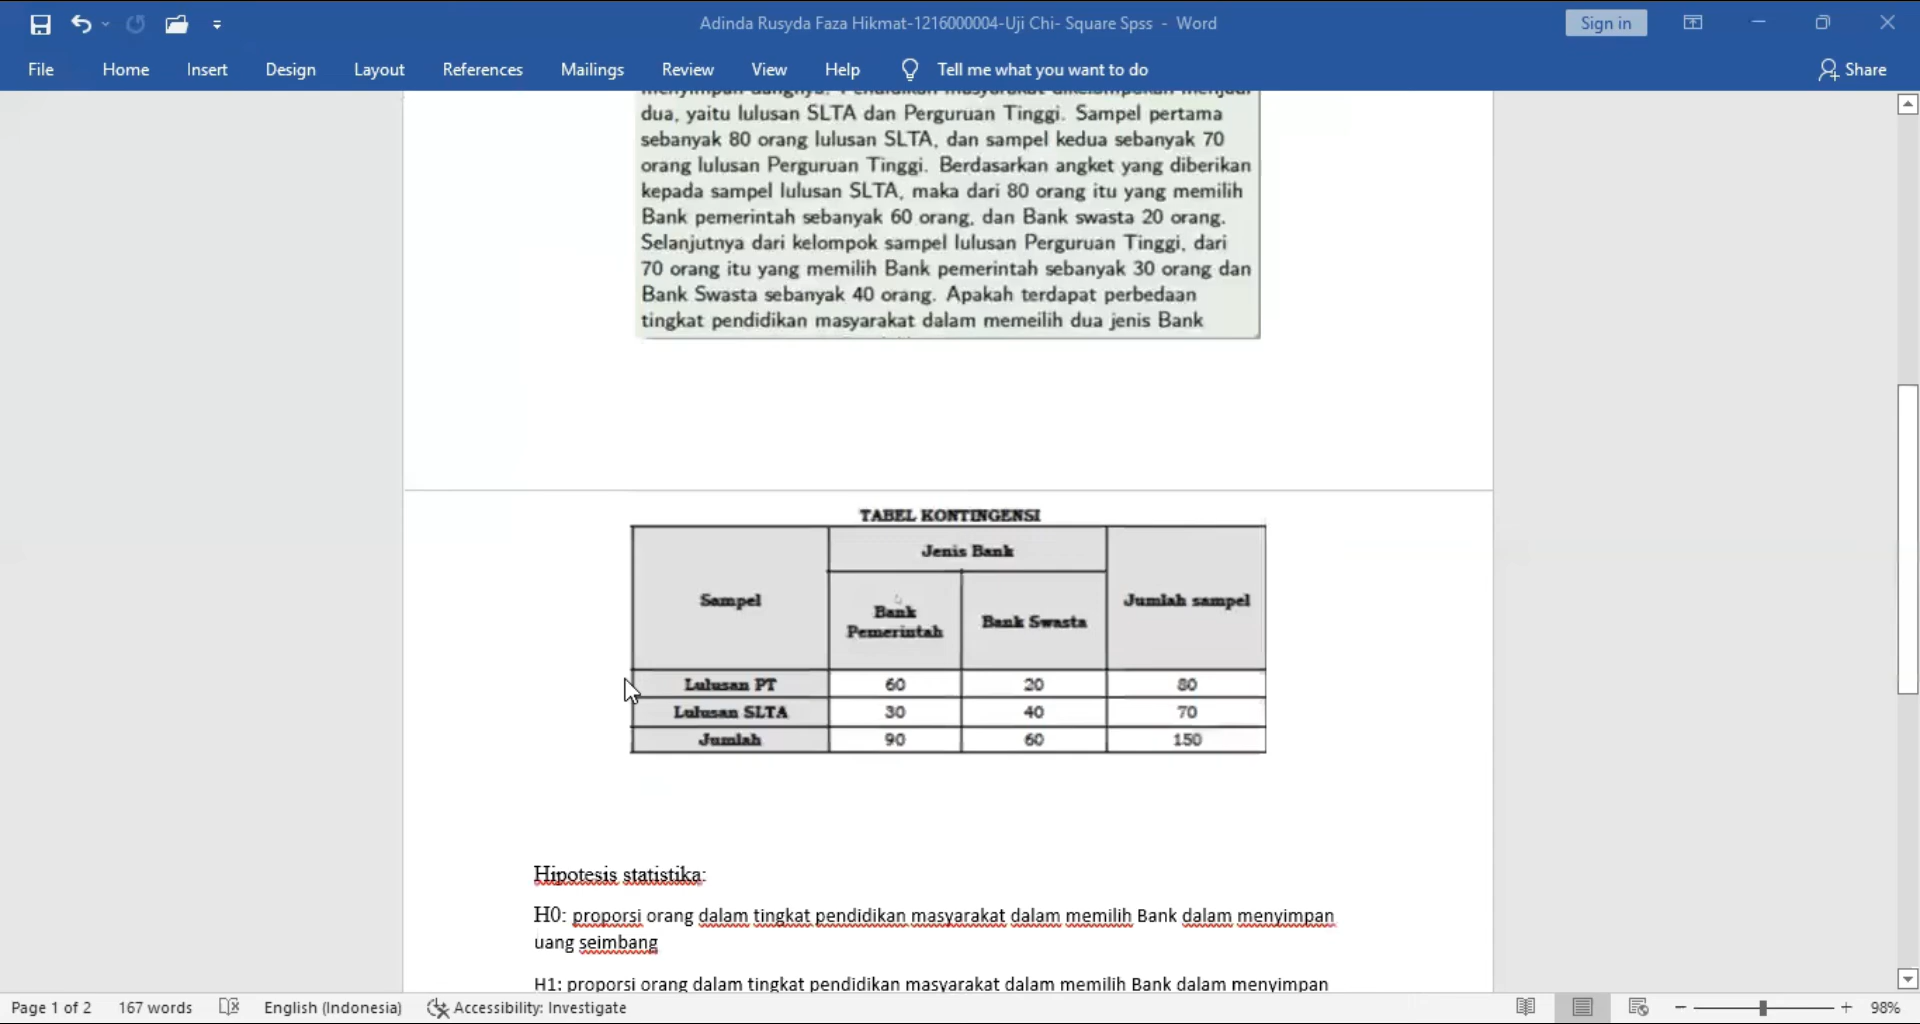 Adinda Rusyda Faza Hikmat-1216000004-Uji Chi- Square Spss - Word
Sign in
File Home Insert Design Layout References Mailings Review View Help Tell me what you want to do Share
dua, yaitu lulusan SLTA dan Perguruan Tinggi. Sampel pertama
sebanyak 80 orang lulusan SLTA, dan sampel kedua sebanyak 70
orang lulusan Perguruan Tinggi. Berdasarkan angket yang diberikan
kepada sampel lulusan SLTA, maka dari 80 orang itu yang memilih
Bank pemerintah sebanyak 60 orang, dan Bank swasta 20 orang.
Selanjutnya dari kelompok sampel lulusan Perguruan Tinggi, dari
70 orang itu yang memilih Bank pemerintah sebanyak 30 orang dan
Bank Swasta sebanyak 40 orang. Apakah terdapat perbedaan
tingkat pendidikan masyarakat dalam memeilih dua jenis Bank
TABEL KONTINGENSI
Sampel
Jenis Bank
Jumlah sampel
Bank
Pemerintah
Bank Swasta
Lulusan PT 60 20 80
Lulusan SLTA 30 40 70
Jumlah 90 60 150
Hipotesis statistika:
H0: proporsi orang dalam tingkat pendidikan masyarakat dalam memilih Bank dalam menyimpan
uang seimbang
H1: proporsi orang dalam tingkat pendidikan masyarakat dalam memilih Bank dalam menyimpan
Page 1 of 2 167 words English (Indonesia) Accessibility: Investigate 98%